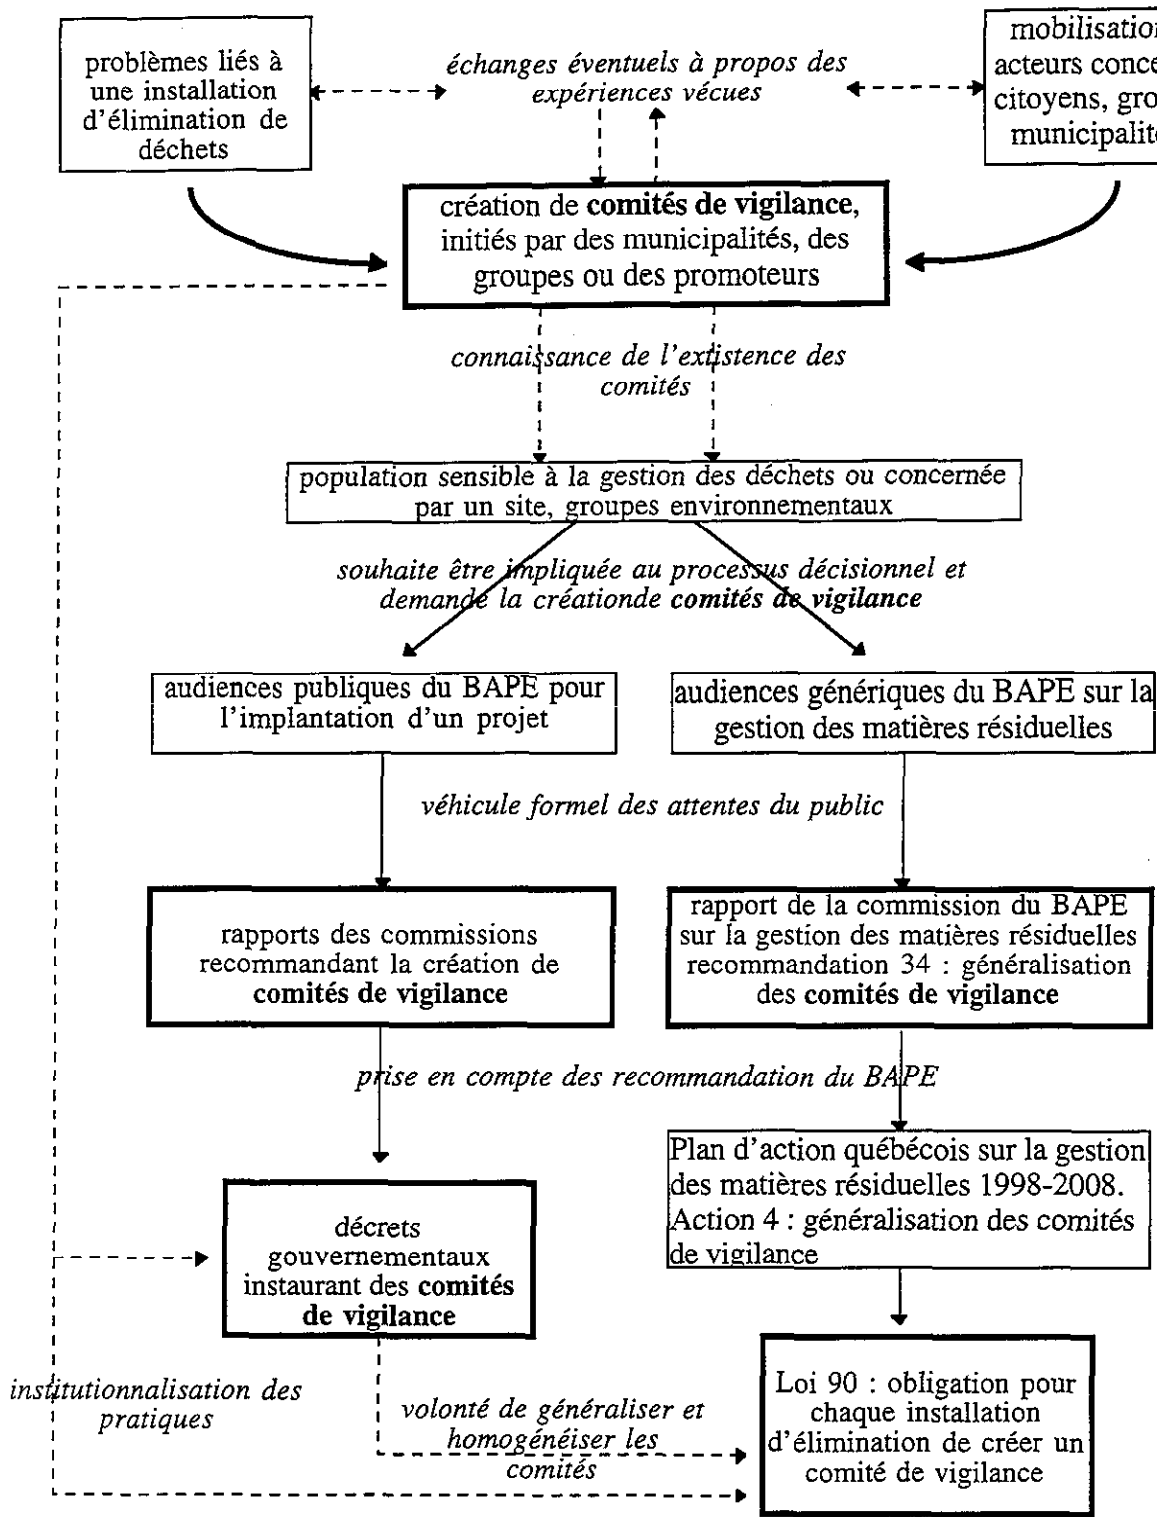 problèmes liés à
une installation
d'élimination de
déchets
échanges éventuels à propos des
expériences vécues
mobilisation
acteurs
citoyens,
création de comités de vigilance,
initiés par des municipalités, des
groupes ou des promoteurs
connaissance de l'extistence des
comités
population sensible à la gestion des déchets ou concernée
par un site, groupes environnementaux
souhaite être impliquée au processus décisionnel et
demande la créationde comités de vigilance
audiences publiques du BAPE pour
l'implantation d'un projet
audiences génériques du BAPE sur la
gestion des matières résiduelles
véhicule formel des attentes du public
rapports des commissions
recommandant la création de
comités de vigilance
rapport de la commission du BAPE
sur la gestion des matières résiduelles
recommandation 34 : généralisation
des comités de vigilance
prise en compte des recommandation du BAPE
Plan d'action québécois sur la gestion
des matières résiduelles 1998-2008.
Action 4 : généralisation des comités
de vigilance
décrets
gouvernementaux
instaurant des comités
de vigilance
institutionnalisation des
pratiques
volonté de généraliser et
homogénéiser les
comités
Loi 90 : obligation pour
chaque installation
d'élimination de créer un
comité de vigilance